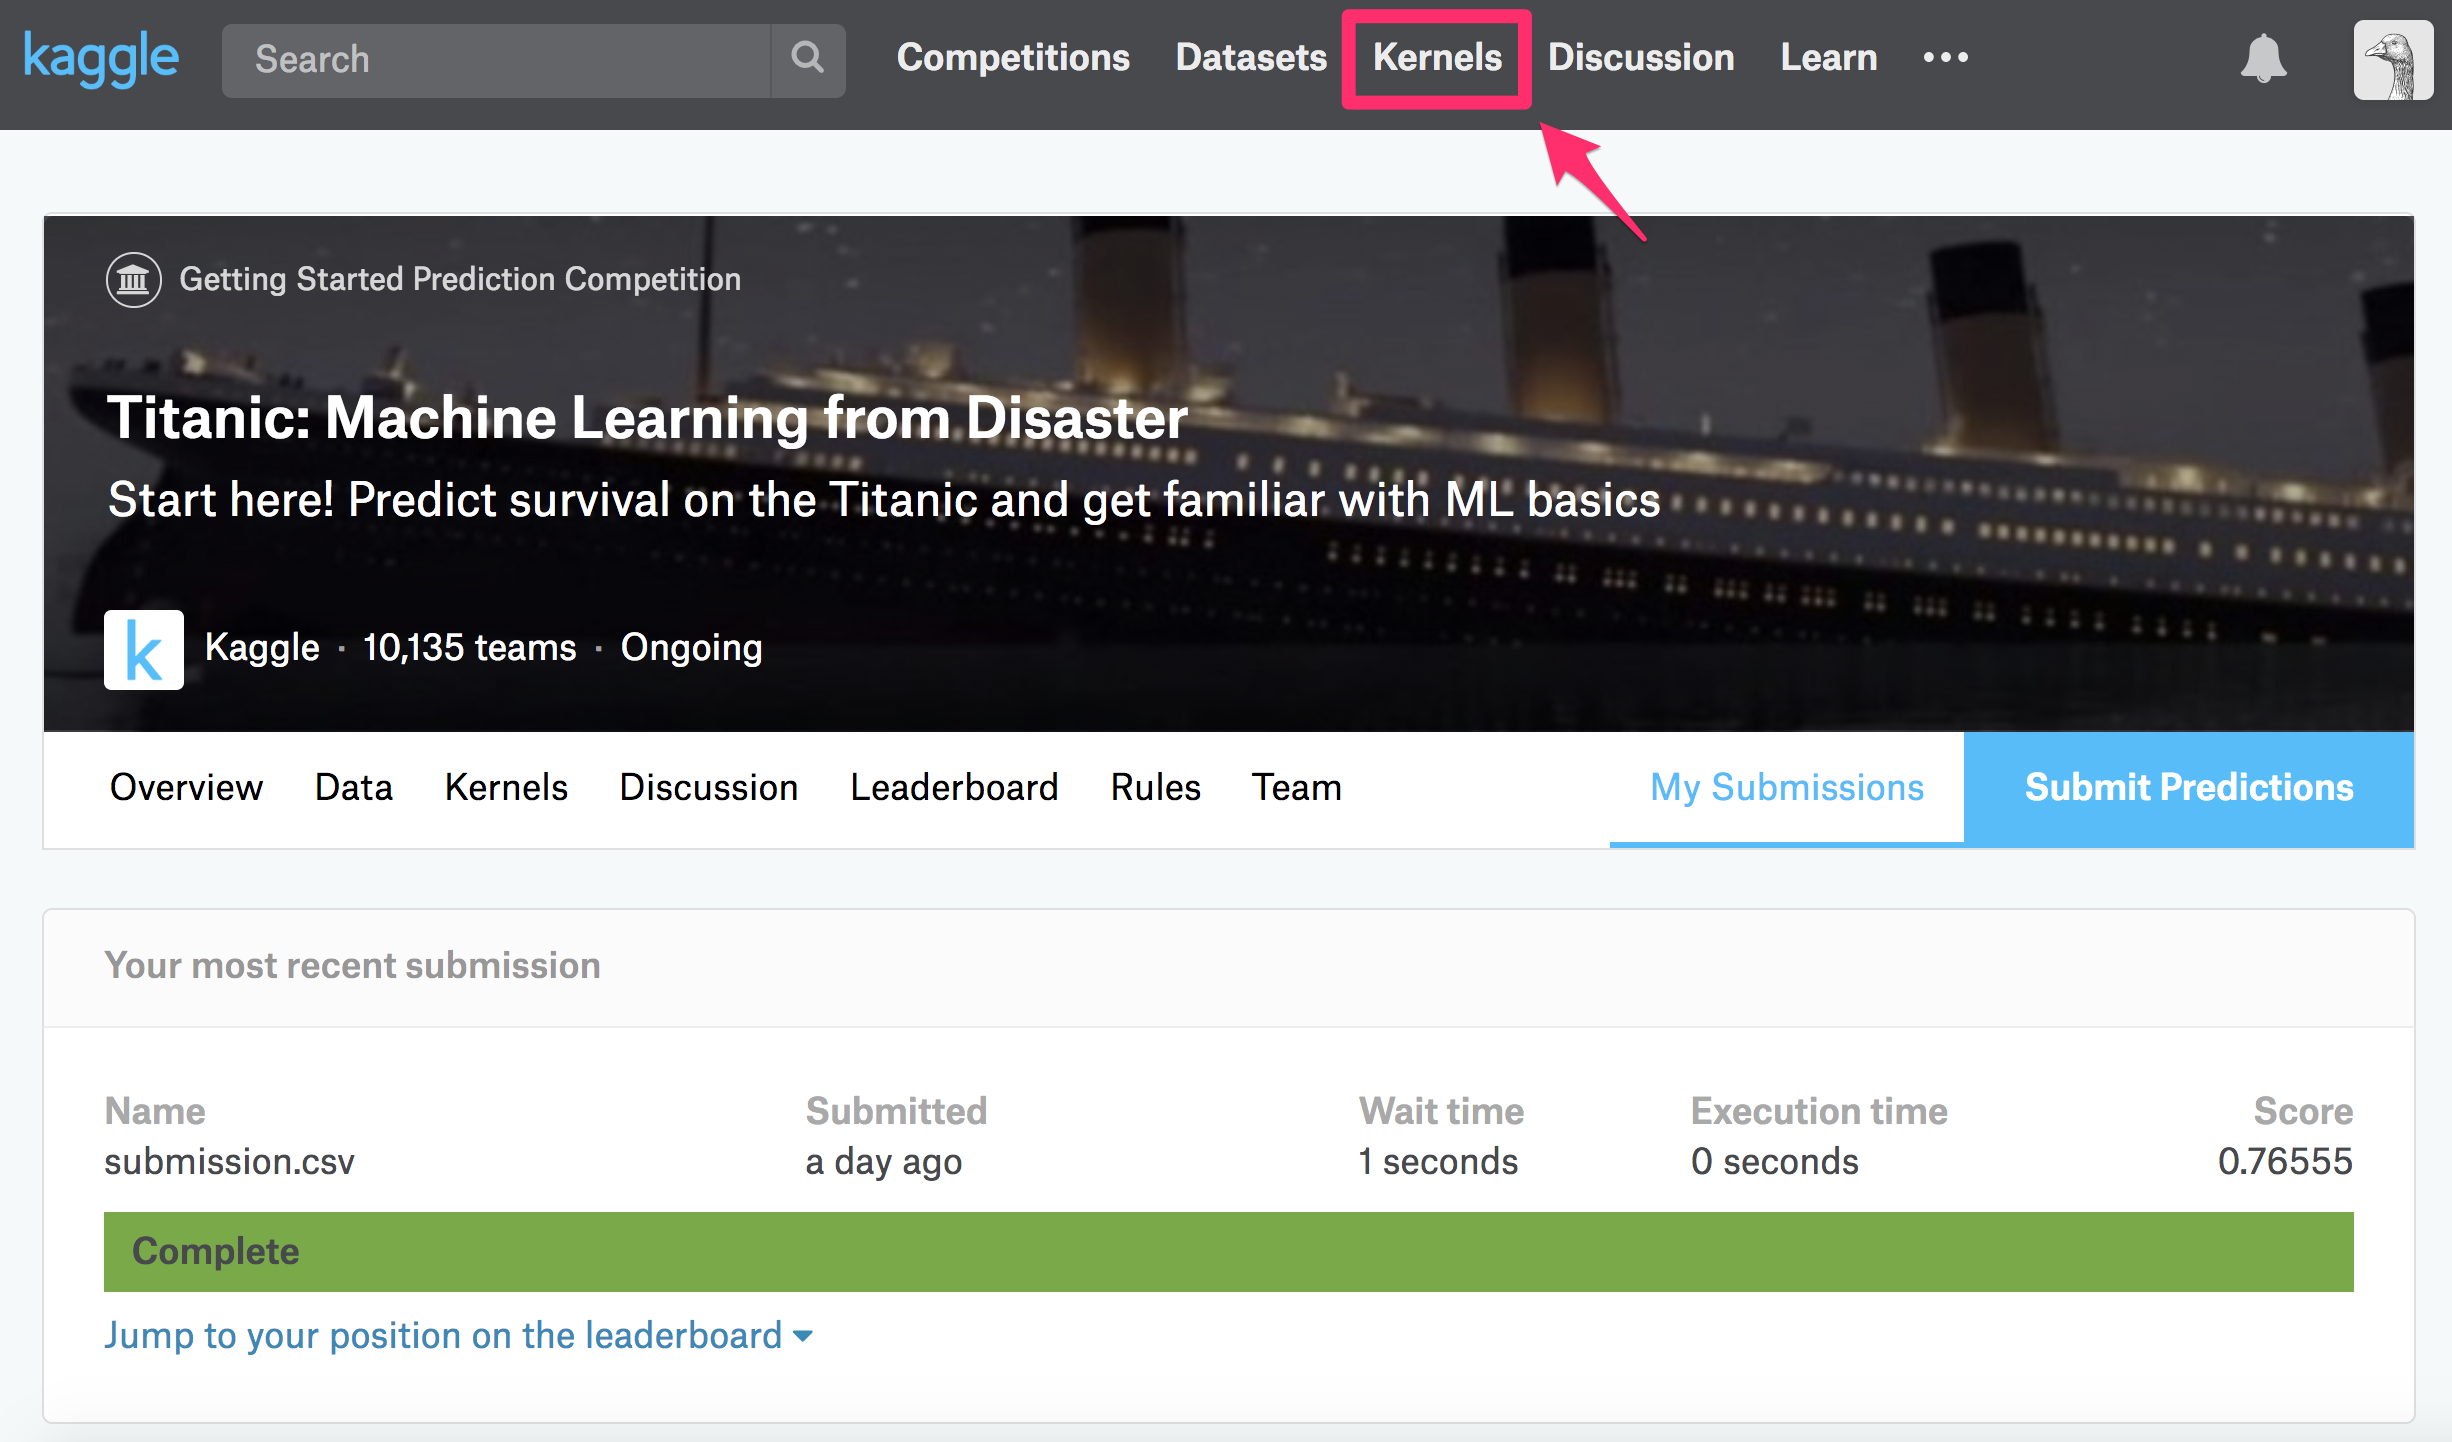 kaggle Search Competitions Datasets Kernels Discussion Learn
Getting Started Prediction Competition
Titanic: Machine Learning from Disaster
Start here! Predict survival on the Titanic and get familiar with ML basics
k Kaggle · 10,135 teams · Ongoing
Overview Data Kernels Discussion Leaderboard Rules Team My Submissions Submit Predictions
Your most recent submission
Name Submitted Wait time Execution time Score
submission.csv a day ago 1 seconds 0 seconds 0.76555
Complete
Jump to your position on the leaderboard